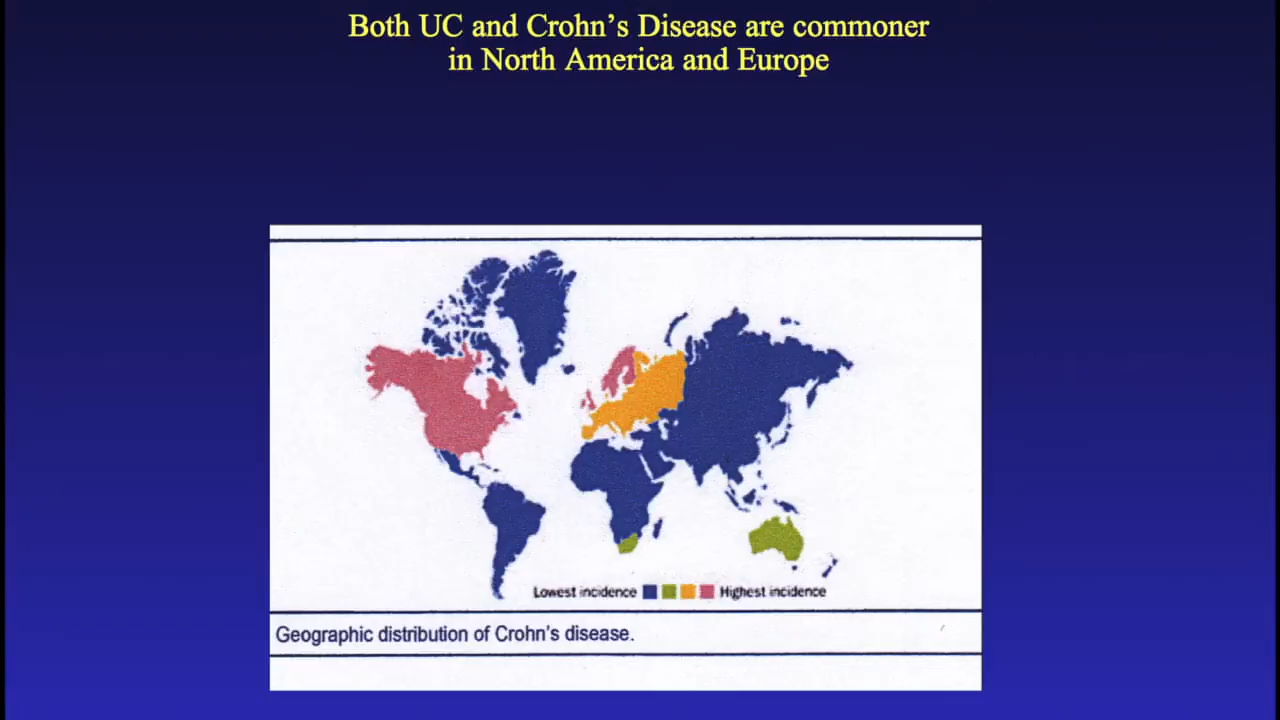 Both UC and Crohn's Disease are commoner
in North America and Europe
Lowest incidence Highest incidence
Geographic distribution of Crohn's disease.